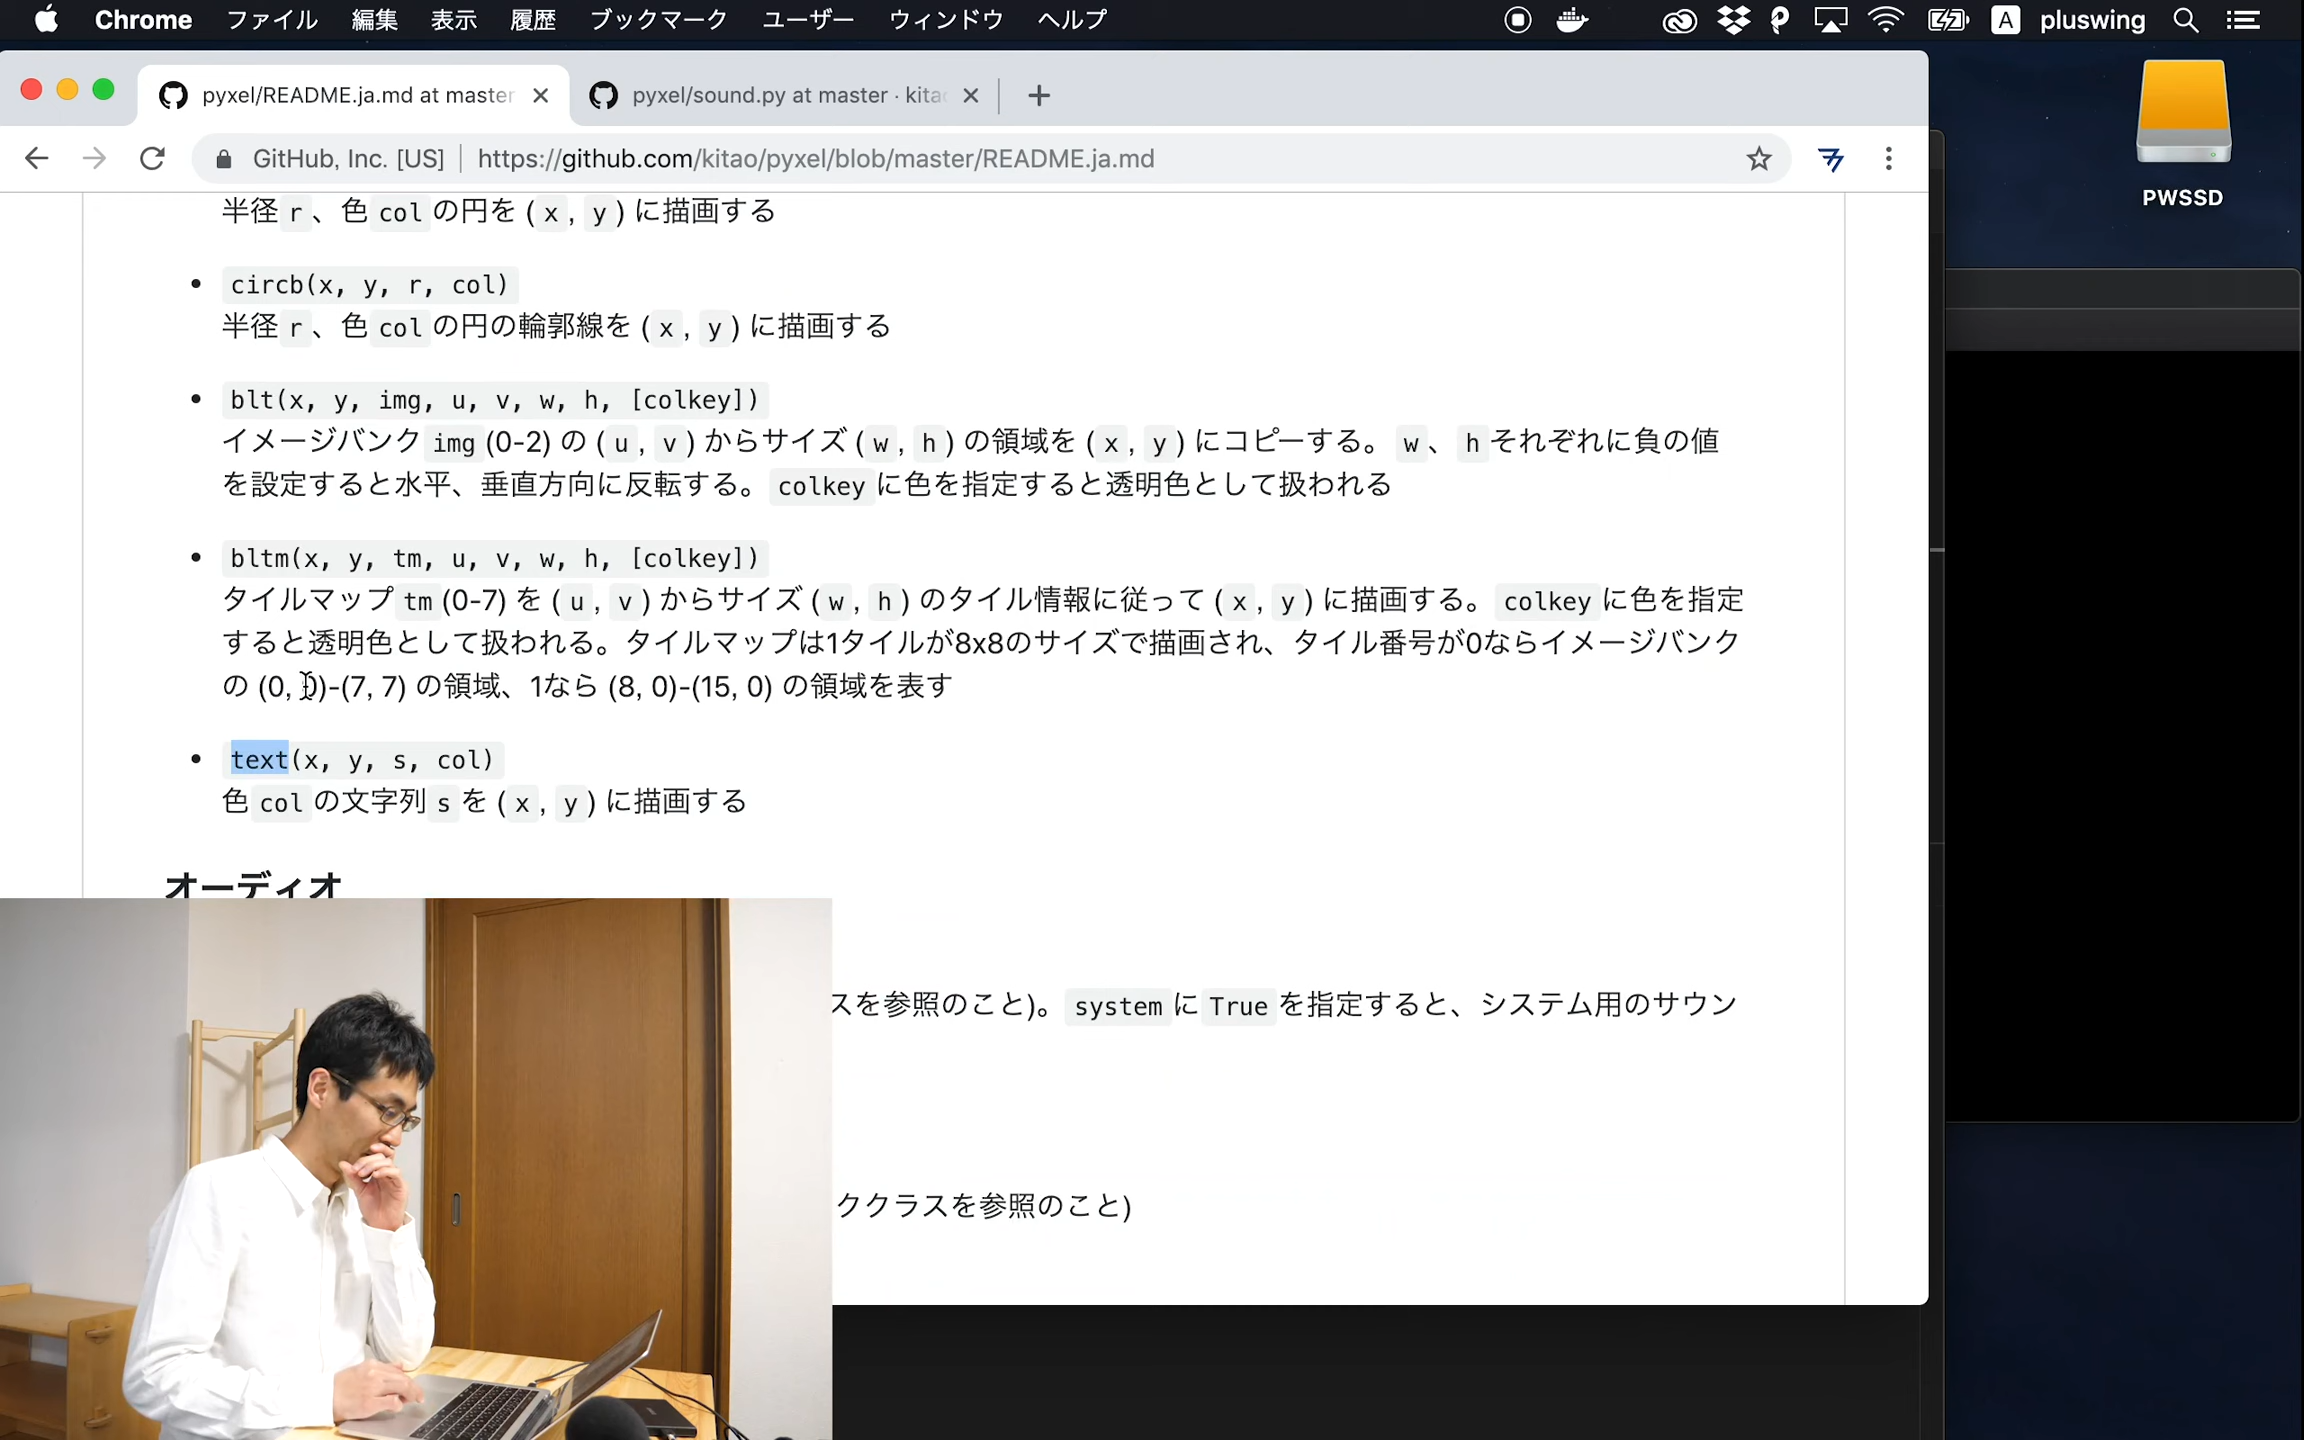 Chrome ファイル 編集 表示 履歴 ブックマーク ユーザー ウィンドウ ヘルプ A pluswing
pyxel/README.ja.md at master
pyxel/sound.py at master · kita
GitHub, Inc. [US] https://github.com/kitao/pyxel/blob/master/README.ja.md
PWSSD
半径 r 、色 col の円を ( x , y ) に描画する
circb(x, y, r, col)
半径 r 、色 col の円の輪郭線を ( x , y ) に描画する
blt(x, y, img, u, v, w, h, [colkey])
イメージバンク img (0-2) の ( u , v ) からサイズ ( w , h ) の領域を ( x , y ) にコピーする。 w 、 h それぞれに負の値
を設定すると水平、垂直方向に反転する。 colkey に色を指定すると透明色として扱われる
bltm(x, y, tm, u, v, w, h, [colkey])
タイルマップ tm (0-7) を ( u , v ) からサイズ ( w , h ) のタイル情報に従って ( x , y ) に描画する。 colkey に色を指定
すると透明色として扱われる。タイルマップは1タイルが8x8のサイズで描画され、タイル番号が0ならイメージバンク
の (0, 0)-(7, 7) の領域、1なら (8, 0)-(15, 0) の領域を表す
text(x, y, s, col)
色 col の文字列 s を ( x , y ) に描画する
オーディオ
スを参照のこと)。 system に True を指定すると、システム用のサウン
ククラスを参照のこと)